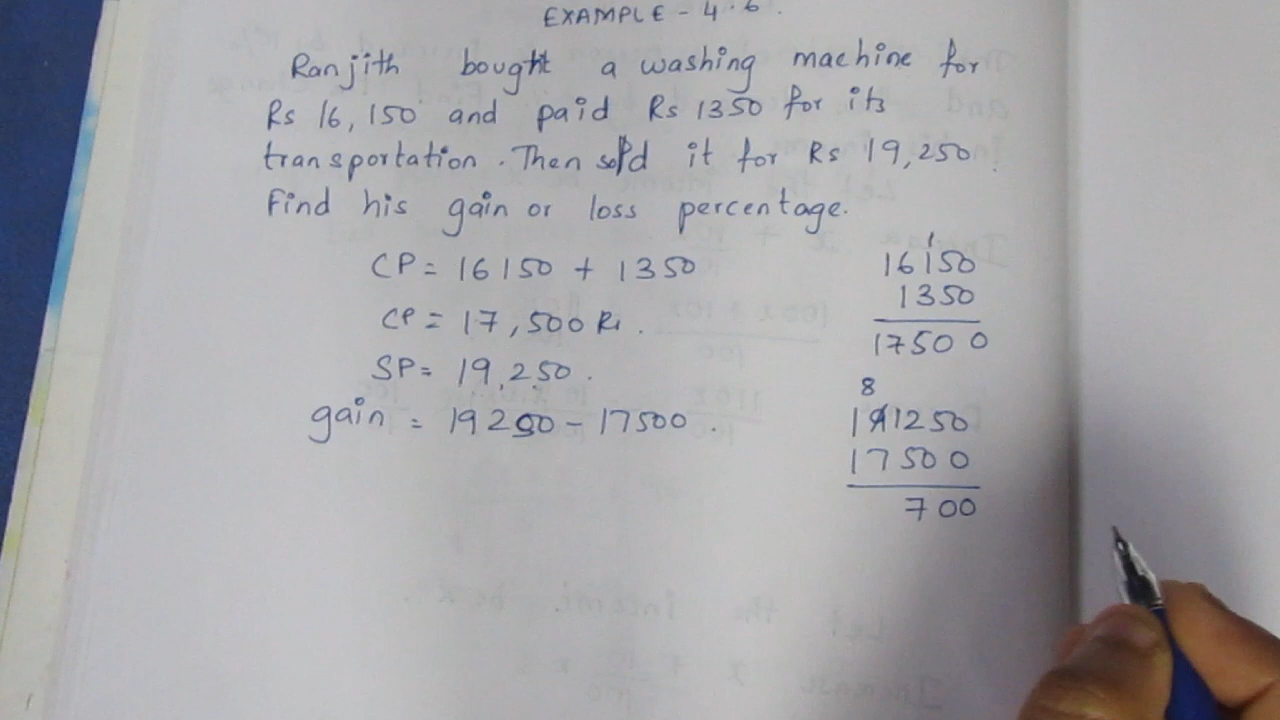 EXAMPLE - 4.6.
Ranjith bought a washing machine for
Rs 16,150 and paid Rs 1350 for its
transportation. Then sold it for Rs 19,250.
Find his gain or loss percentage.
CP = 16150 + 1350
CP = 17,500 Rs.
SP = 19,250.
gain = 19250 - 17500.
1
16150
1350
17500
8
191250
17500
700